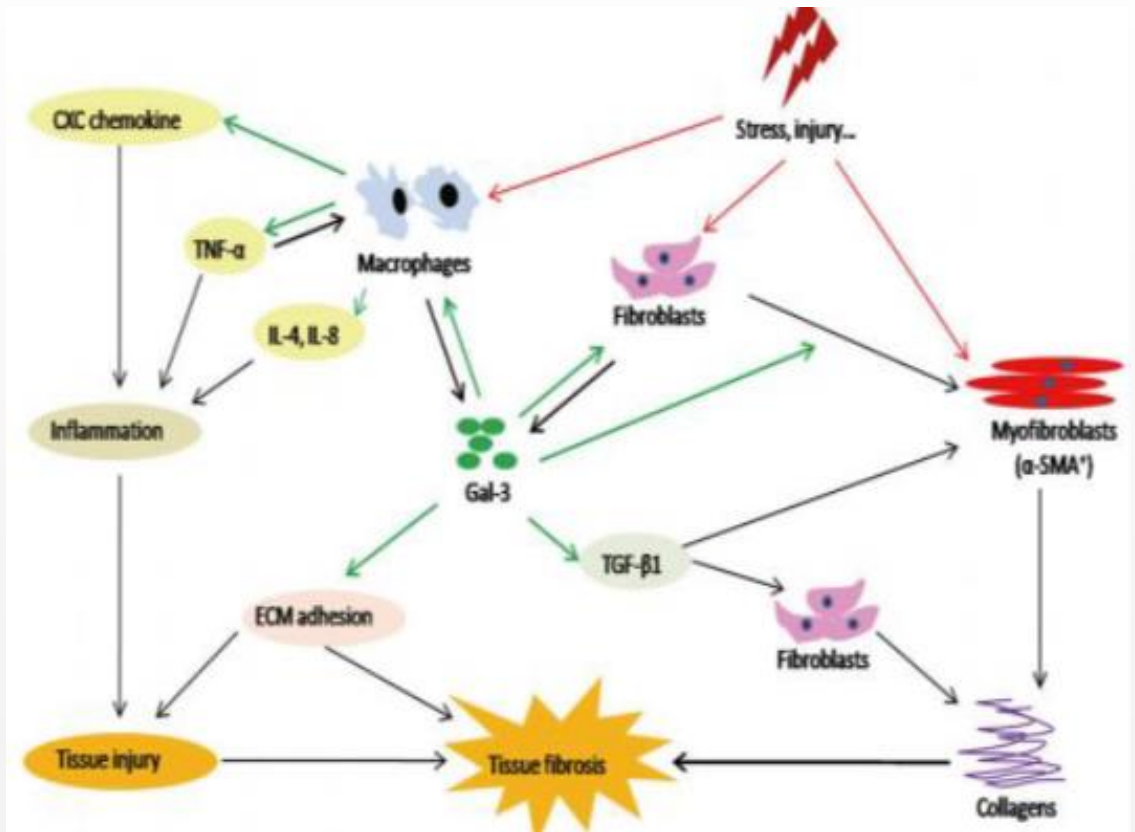 CXC chemokine
Stress, injury...
TNF-α
Macrophages
IL-4, IL-8
Fibroblasts
Inflammation
Myofibroblasts
(α-SMA⁺)
Gal-3
TGF-β1
ECM adhesion
Fibroblasts
Tissue injury
Tissue fibrosis
Collagens